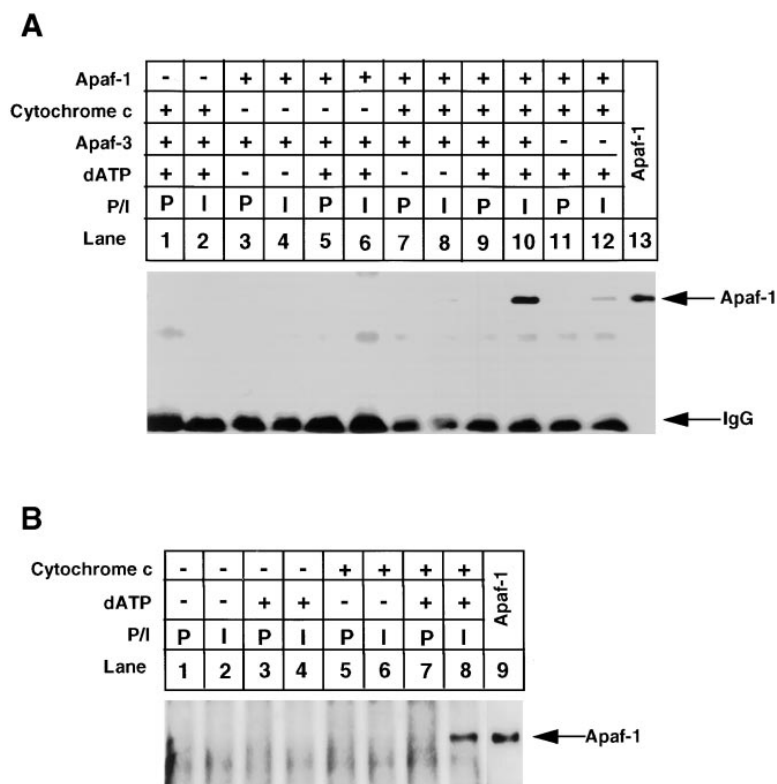 A
Apaf-1 - - + + + + + + + + + + Apaf-1
Cytochrome c + + - - - - + + + + + +
Apaf-3 + + + + + + + + + + - -
dATP + + - - + + - - + + + +
P/I P I P I P I P I P I P I
Lane 1 2 3 4 5 6 7 8 9 10 11 12 13
Apaf-1
IgG
B
Cytochrome c - - - - + + + + Apaf-1
dATP - - + + - - + +
P/I P I P I P I P I
Lane 1 2 3 4 5 6 7 8 9
Apaf-1